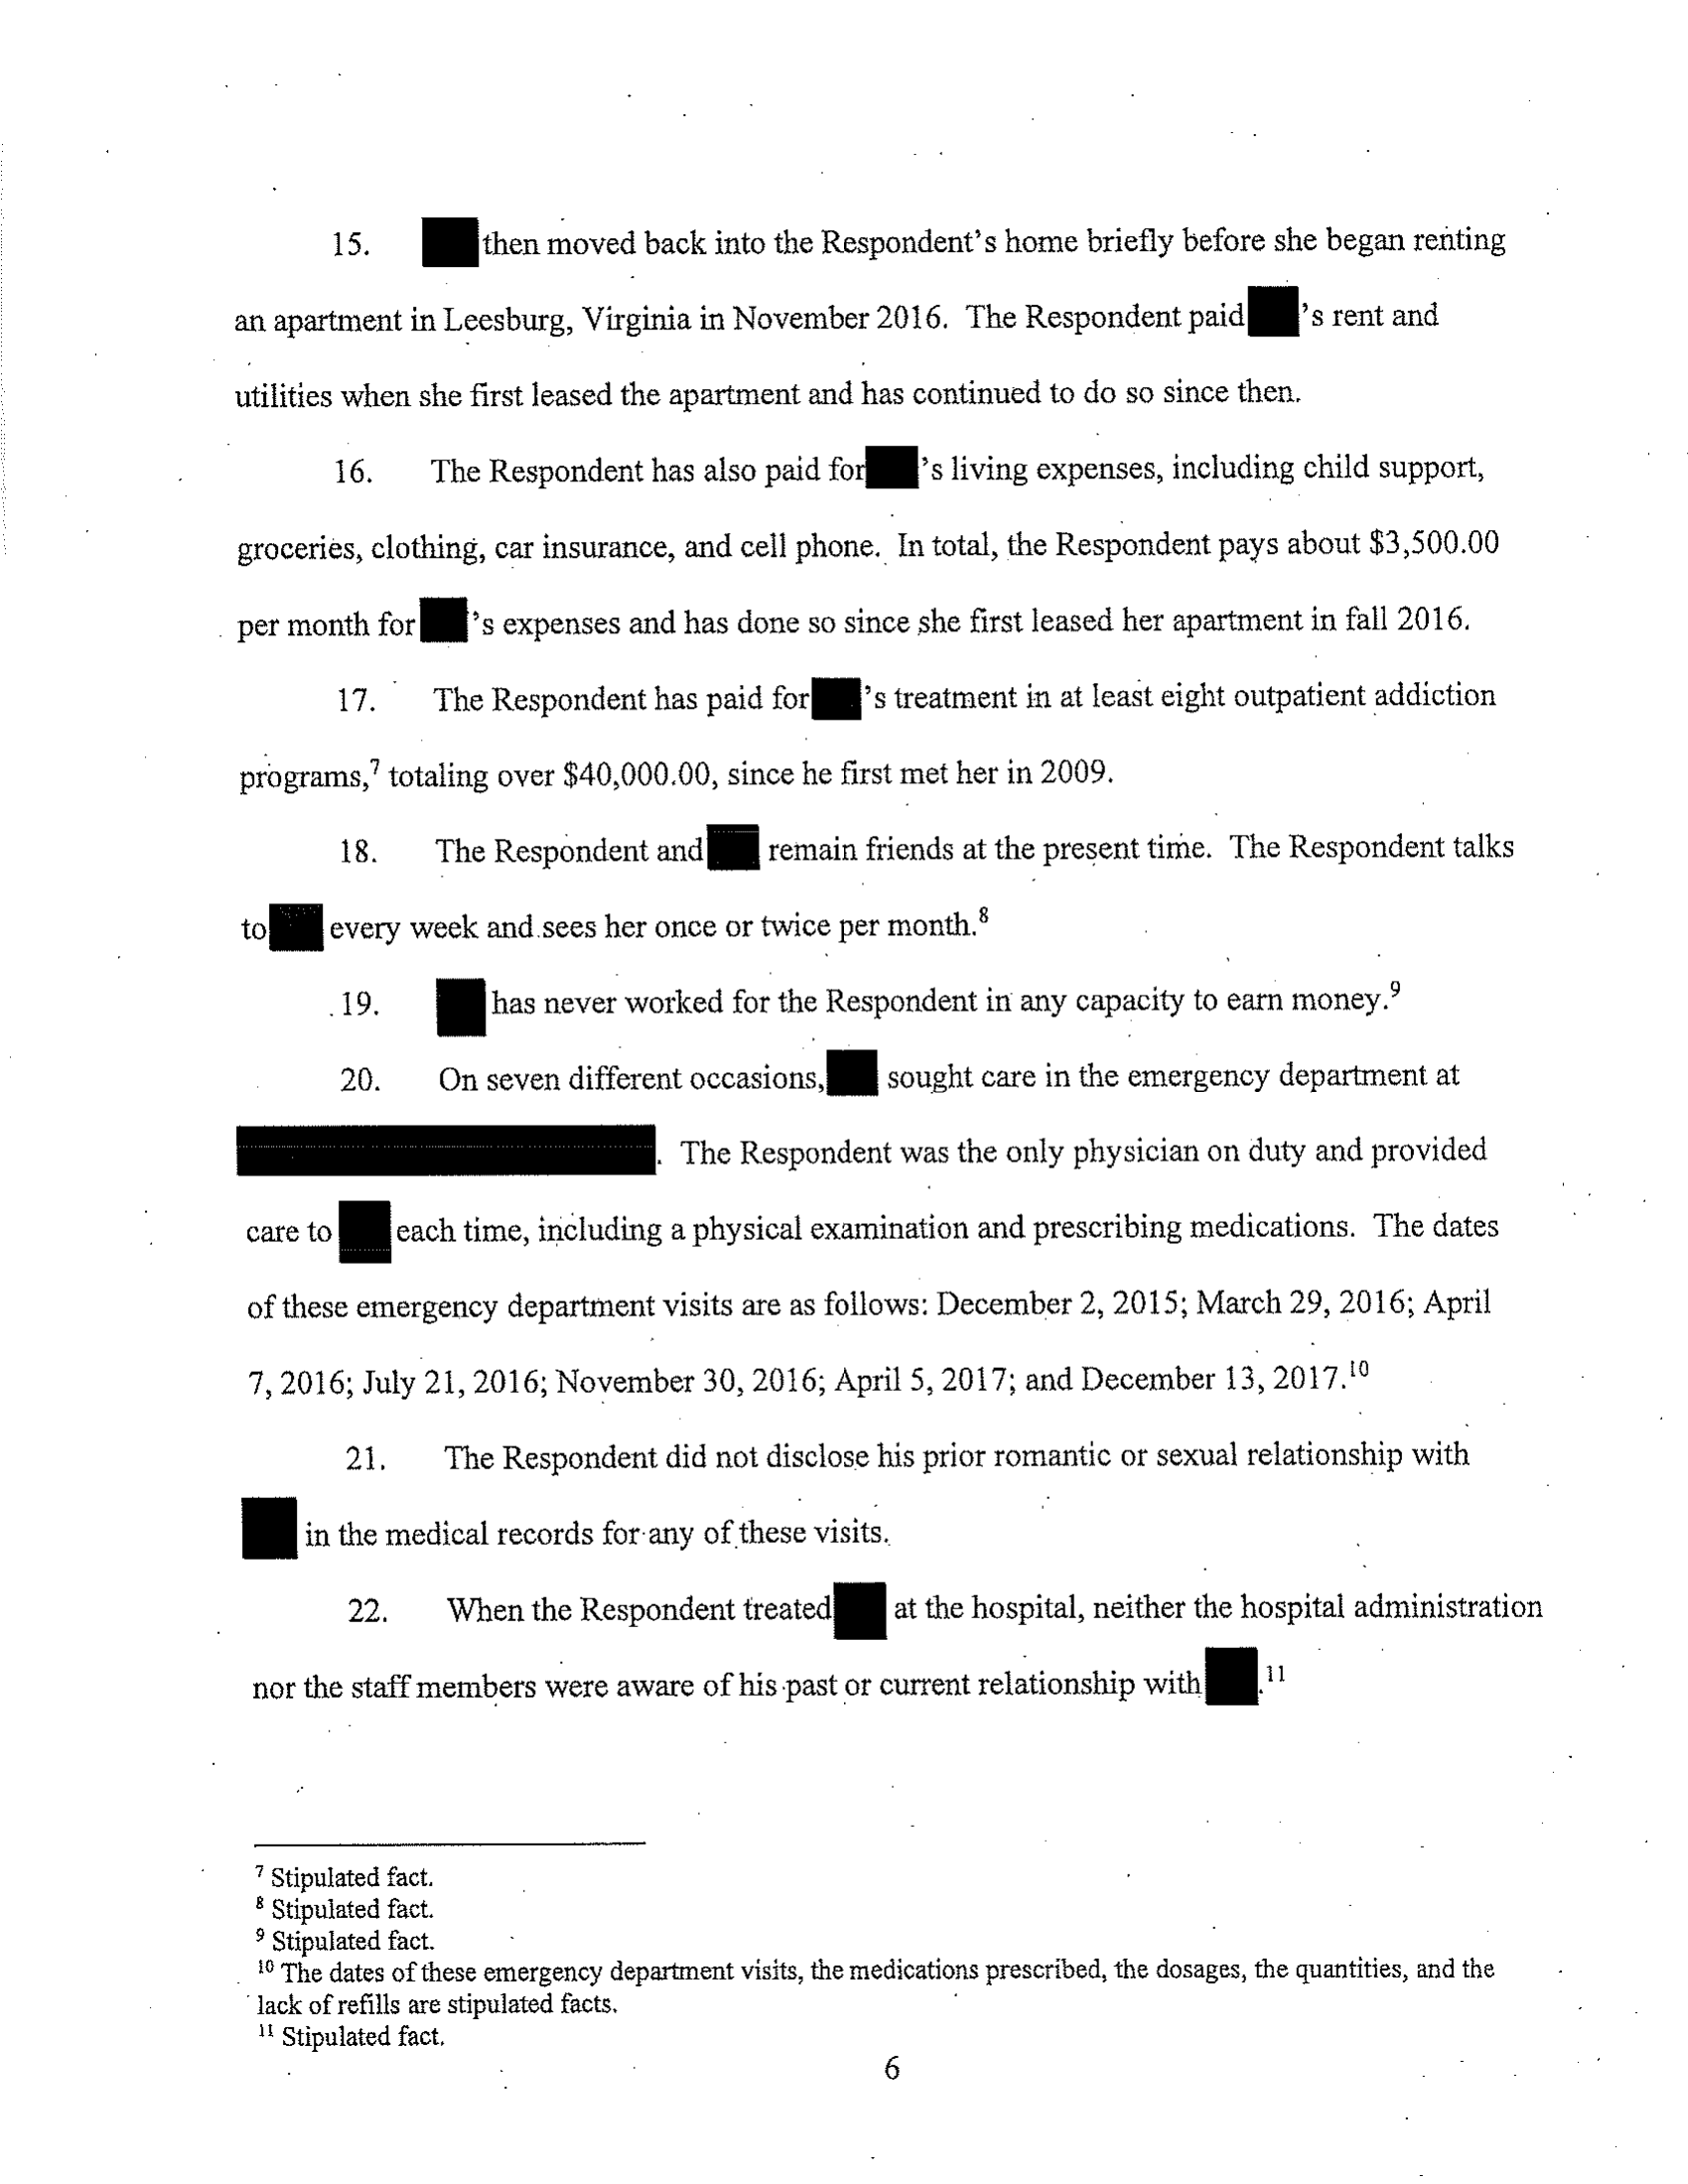 15. then moved back into the Respondent's home briefly before she began renting
an apartment in Leesburg, Virginia in November 2016. The Respondent paid 's rent and
utilities when she first leased the apartment and has continued to do so since then.
16. The Respondent has also paid for 's living expenses, including child support,
groceries, clothing, car insurance, and cell phone. In total, the Respondent pays about $3,500.00
per month for 's expenses and has done so since she first leased her apartment in fall 2016.
17. The Respondent has paid for 's treatment in at least eight outpatient addiction
programs,⁷ totaling over $40,000.00, since he first met her in 2009.
18. The Respondent and remain friends at the present time. The Respondent talks
to every week and sees her once or twice per month.⁸
19. has never worked for the Respondent in any capacity to earn money.⁹
20. On seven different occasions, sought care in the emergency department at
. The Respondent was the only physician on duty and provided
care to each time, including a physical examination and prescribing medications. The dates
of these emergency department visits are as follows: December 2, 2015; March 29, 2016; April
7, 2016; July 21, 2016; November 30, 2016; April 5, 2017; and December 13, 2017.¹⁰
21. The Respondent did not disclose his prior romantic or sexual relationship with
in the medical records for any of these visits.
22. When the Respondent treated at the hospital, neither the hospital administration
nor the staff members were aware of his past or current relationship with .¹¹
⁷ Stipulated fact.
⁸ Stipulated fact.
⁹ Stipulated fact.
¹⁰ The dates of these emergency department visits, the medications prescribed, the dosages, the quantities, and the
lack of refills are stipulated facts.
¹¹ Stipulated fact.
6